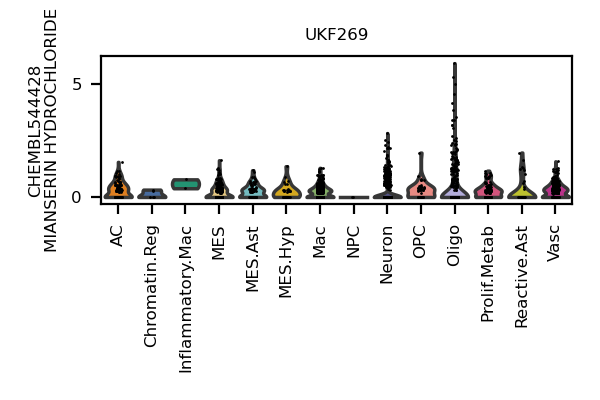 UKF269
CHEMBL544428
MIANSERIN HYDROCHLORIDE
5
0
AC
Chromatin.Reg
Inflammatory.Mac
MES
MES.Ast
MES.Hyp
Mac
NPC
Neuron
OPC
Oligo
Prolif.Metab
Reactive.Ast
Vasc